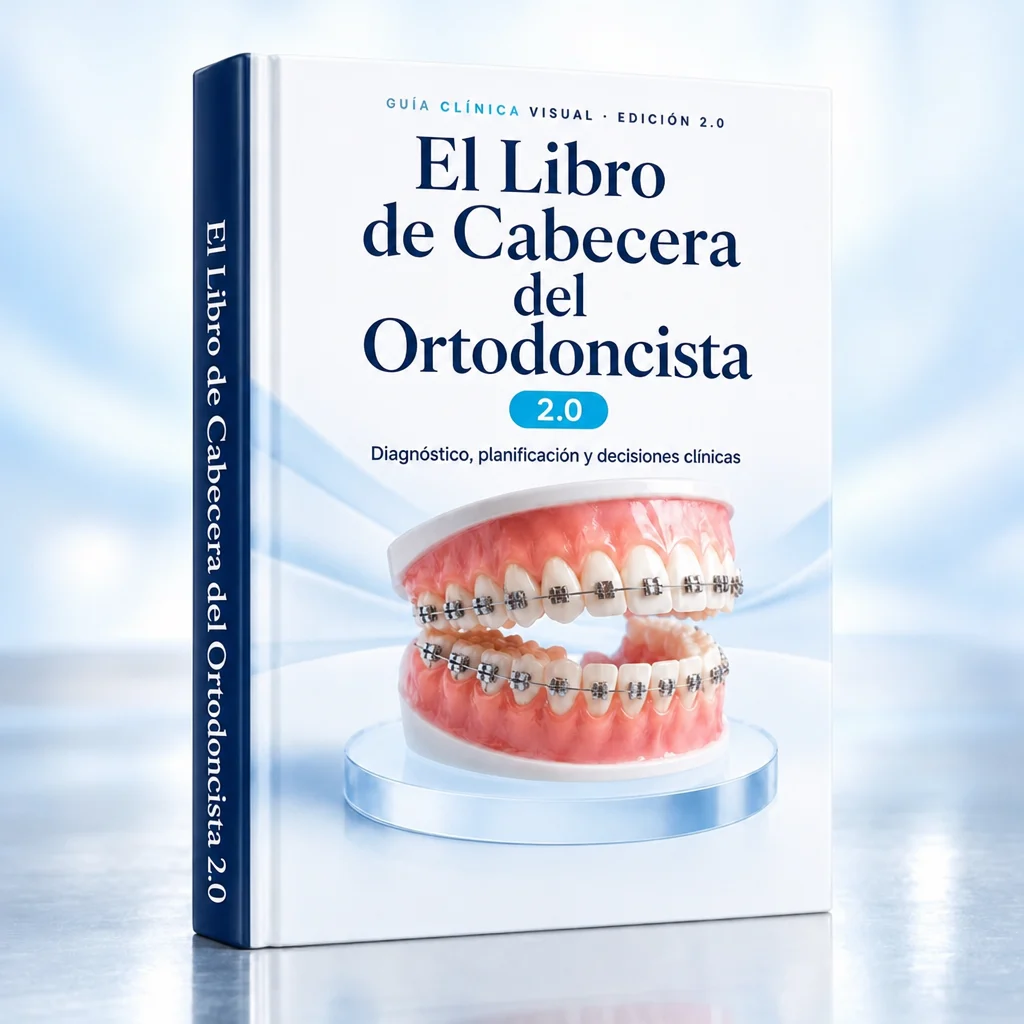 GUÍA CLÍNICA VISUAL · EDICIÓN 2.0
El Libro
de Cabecera
del
Ortodoncista
2.0
Diagnóstico, planificación y decisiones clínicas
El Libro de Cabecera del Ortodoncista 2.0